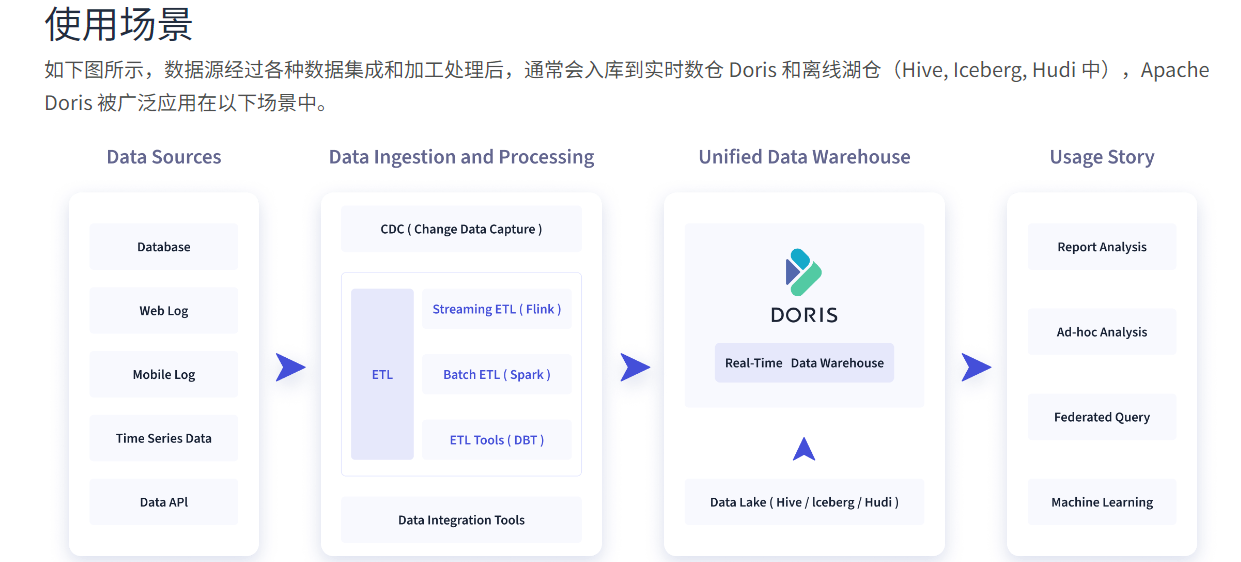 使用场景
如下图所示，数据源经过各种数据集成和加工处理后，通常会入库到实时数仓 Doris 和离线湖仓（Hive, Iceberg, Hudi 中），Apache
Doris 被广泛应用在以下场景中。
Data Sources
Database
Web Log
Mobile Log
Time Series Data
Data API
Data Ingestion and Processing
CDC ( Change Data Capture )
ETL
Streaming ETL ( Flink )
Batch ETL ( Spark )
ETL Tools ( DBT )
Data Integration Tools
Unified Data Warehouse
DORIS
Real-Time Data Warehouse
Data Lake ( Hive / Iceberg / Hudi )
Usage Story
Report Analysis
Ad-hoc Analysis
Federated Query
Machine Learning